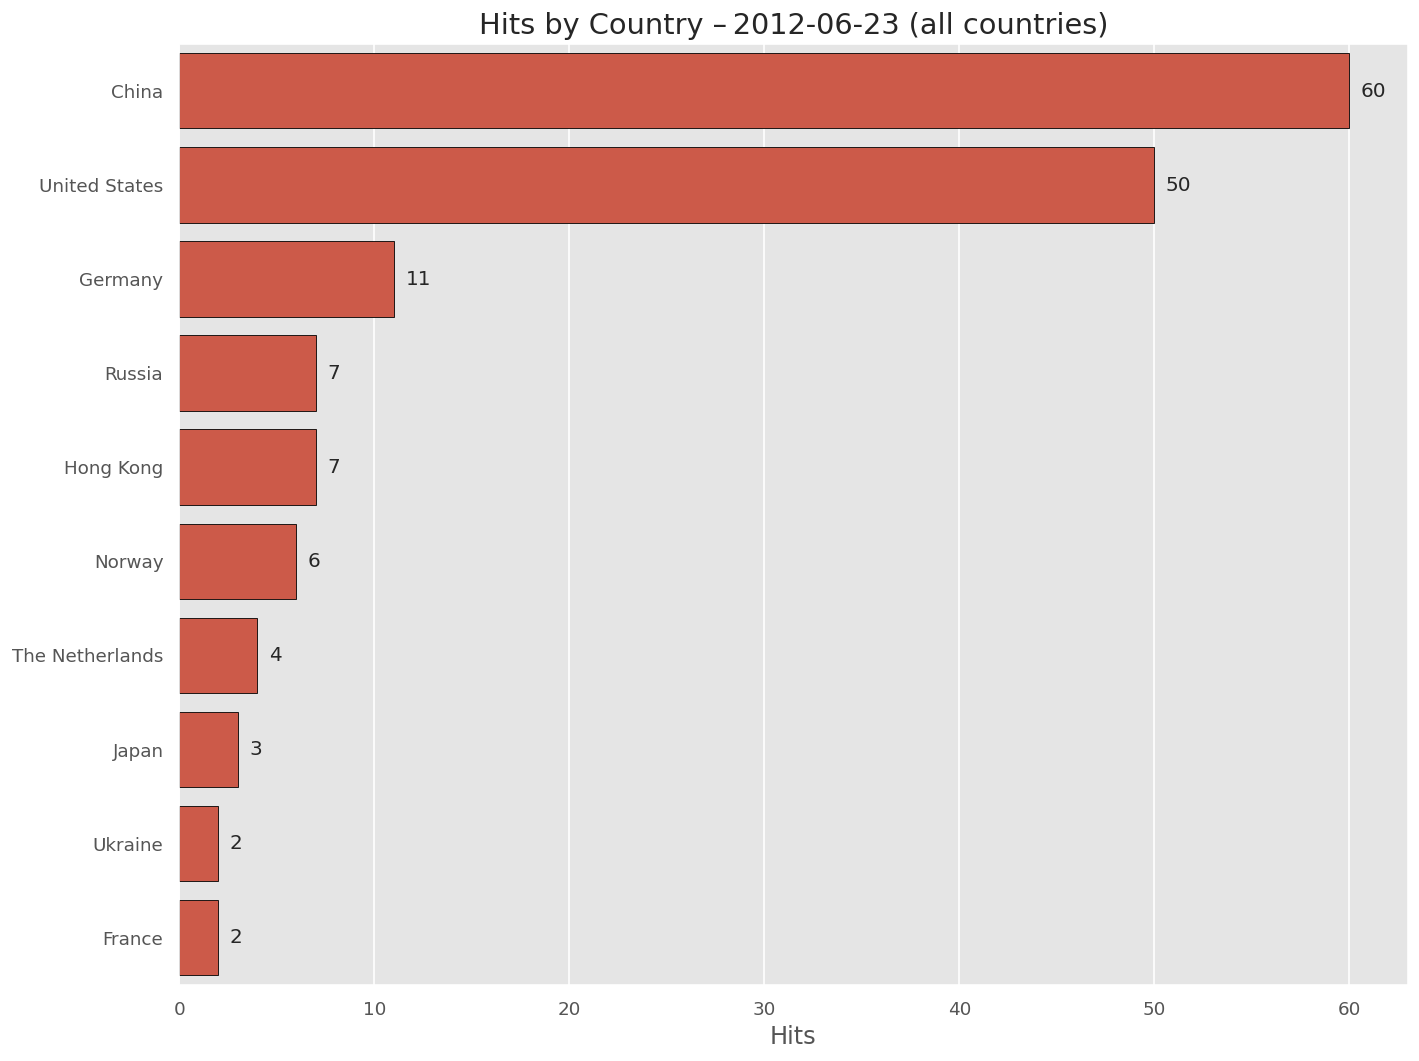 Hits by Country – 2012-06-23 (all countries)
China 60
United States 50
Germany 11
Russia 7
Hong Kong 7
Norway 6
The Netherlands 4
Japan 3
Ukraine 2
France 2
0 10 20 30 40 50 60
Hits